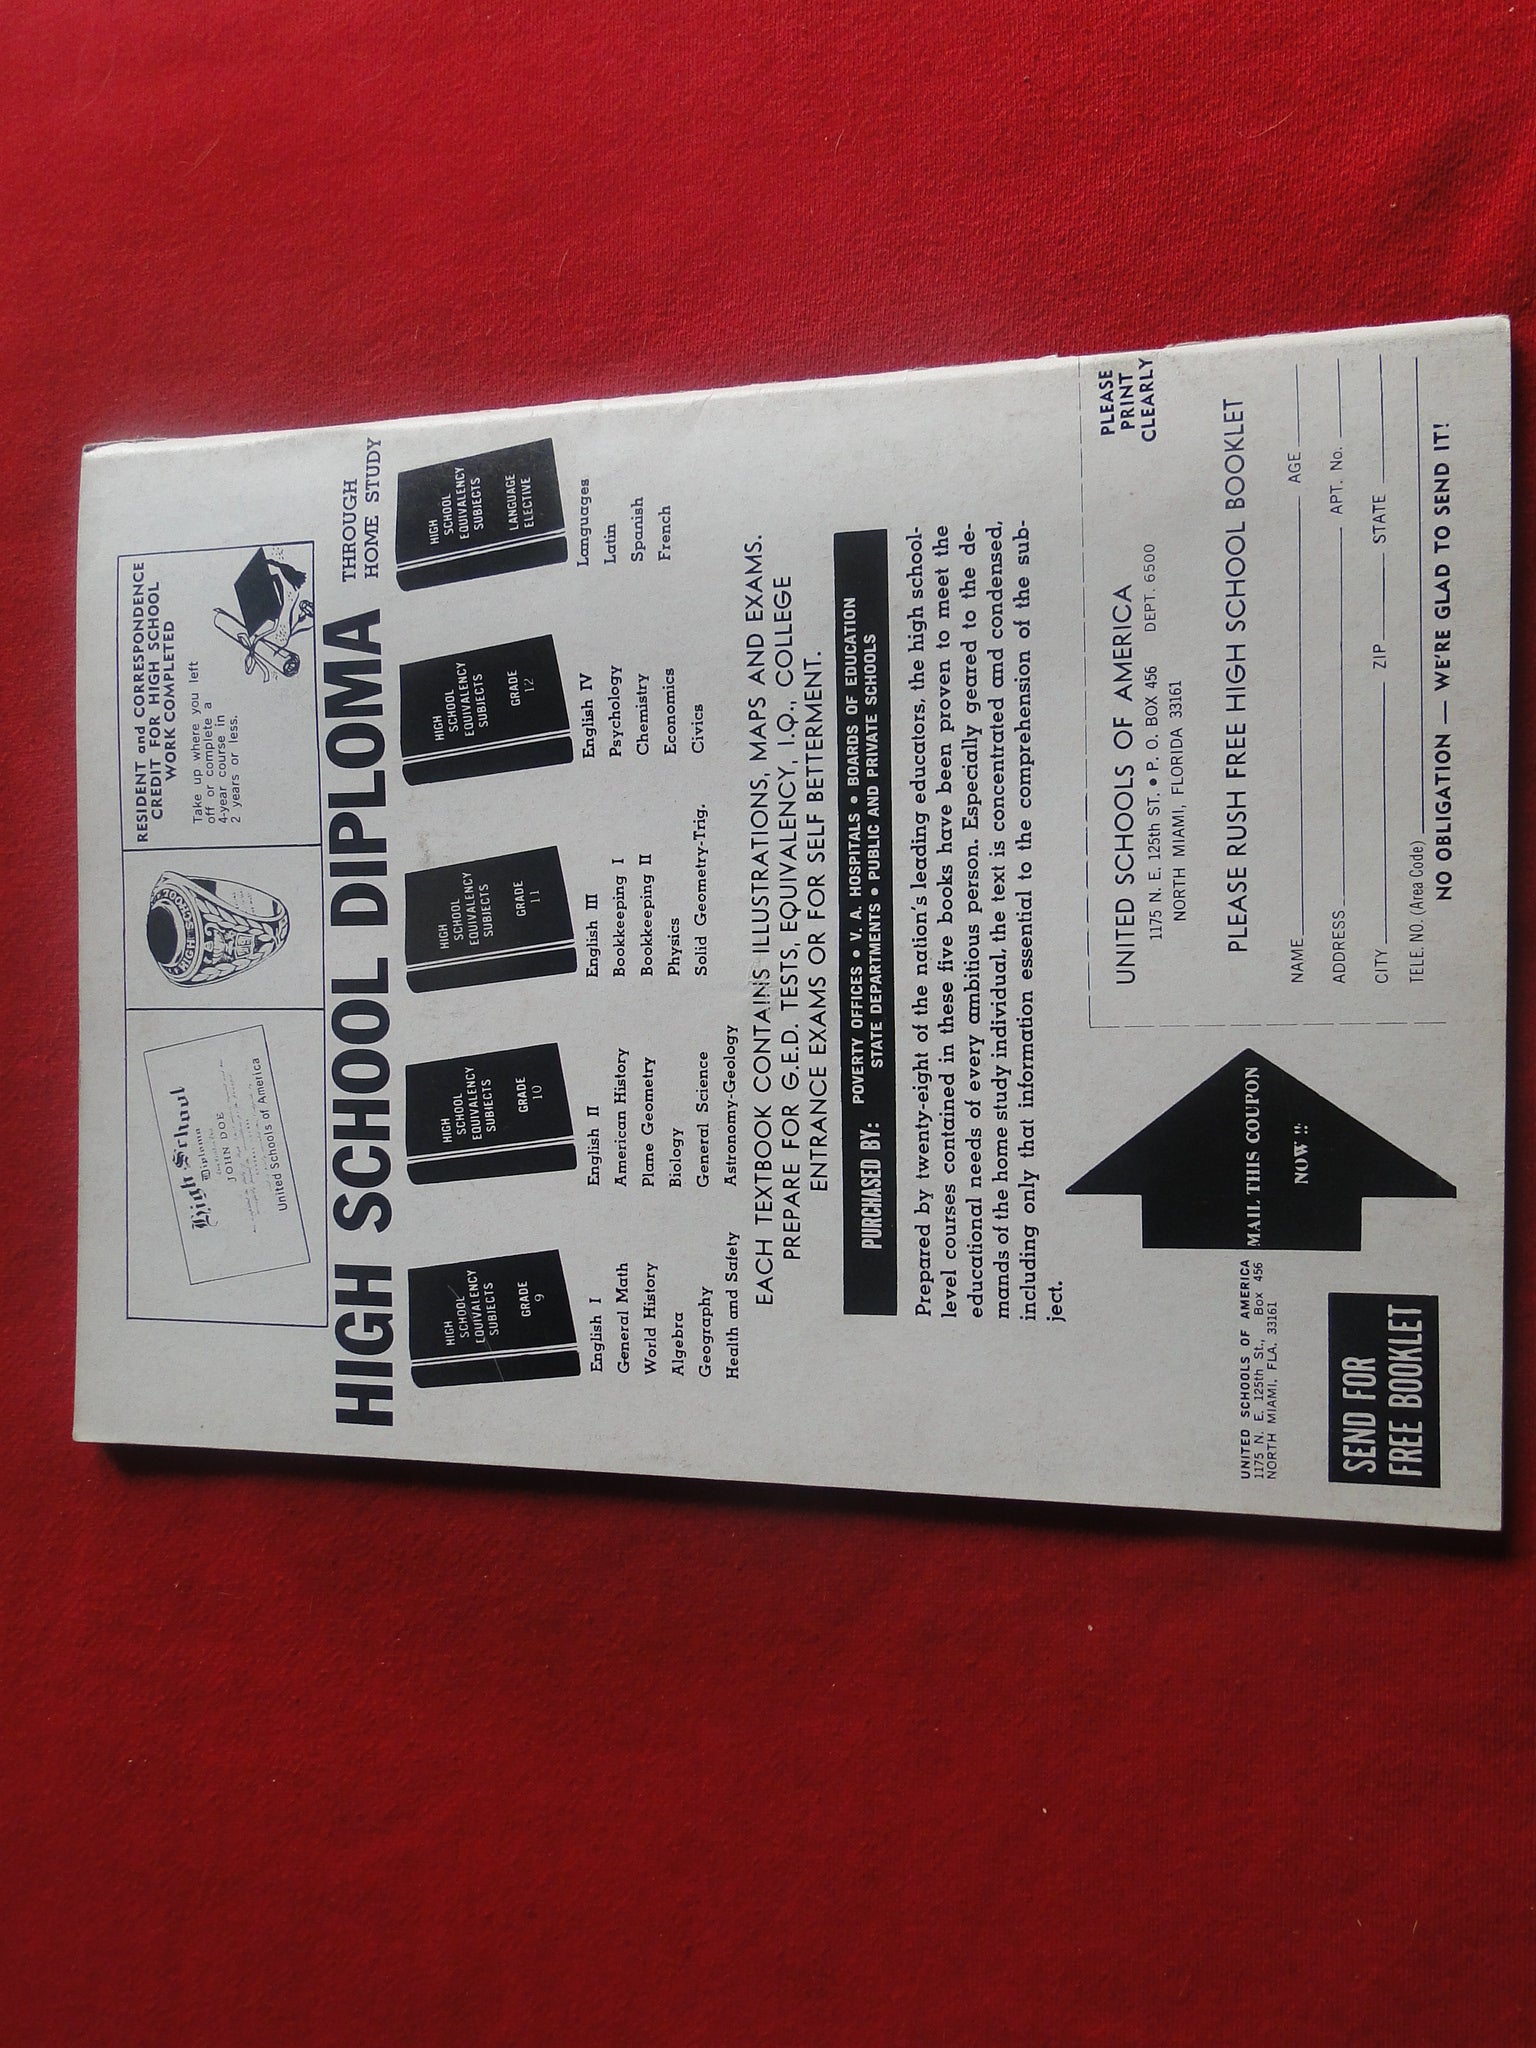 High School
Diploma
JOHN DOE
United Schools of America
HIGH SCHOOL
RESIDENT and CORRESPONDENCE
CREDIT FOR HIGH SCHOOL
WORK COMPLETED
Take up where you left
off or complete a
4-year course in
2 years or less.
HIGH SCHOOL DIPLOMA
THROUGH
HOME STUDY
HIGH
SCHOOL
EQUIVALENCY
SUBJECTS
GRADE
9
English I
General Math
World History
Algebra
Geography
Health and Safety
HIGH
SCHOOL
EQUIVALENCY
SUBJECTS
GRADE
10
English II
American History
Plane Geometry
Biology
General Science
Astronomy-Geology
HIGH
SCHOOL
EQUIVALENCY
SUBJECTS
GRADE
11
English III
Bookkeeping I
Bookkeeping II
Physics
Solid Geometry-Trig.
HIGH
SCHOOL
EQUIVALENCY
SUBJECTS
GRADE
12
English IV
Psychology
Chemistry
Economics
Civics
HIGH
SCHOOL
EQUIVALENCY
SUBJECTS
LANGUAGE
ELECTIVE
Languages
Latin
Spanish
French
EACH TEXTBOOK CONTAINS ILLUSTRATIONS, MAPS AND EXAMS.
PREPARE FOR G.E.D. TESTS, EQUIVALENCY, I.Q., COLLEGE
ENTRANCE EXAMS OR FOR SELF BETTERMENT.
PURCHASED BY: POVERTY OFFICES • V. A. HOSPITALS • BOARDS OF EDUCATION
STATE DEPARTMENTS • PUBLIC AND PRIVATE SCHOOLS
Prepared by twenty-eight of the nation's leading educators, the high school-
level courses contained in these five books have been proven to meet the
educational needs of every ambitious person. Especially geared to the de-
mands of the home study individual, the text is concentrated and condensed,
including only that information essential to the comprehension of the sub-
ject.
UNITED SCHOOLS OF AMERICA
1175 N. E. 125th St., Box 456
NORTH MIAMI, FLA. 33161
SEND FOR
FREE BOOKLET
MAIL THIS COUPON
NOW !!
UNITED SCHOOLS OF AMERICA
1175 N. E. 125th ST. • P. O. BOX 456 DEPT. 6500
NORTH MIAMI, FLORIDA 33161
PLEASE
PRINT
CLEARLY
PLEASE RUSH FREE HIGH SCHOOL BOOKLET
NAME AGE
ADDRESS APT. No.
CITY ZIP STATE
TELE. NO. (Area Code)
NO OBLIGATION — WE'RE GLAD TO SEND IT!